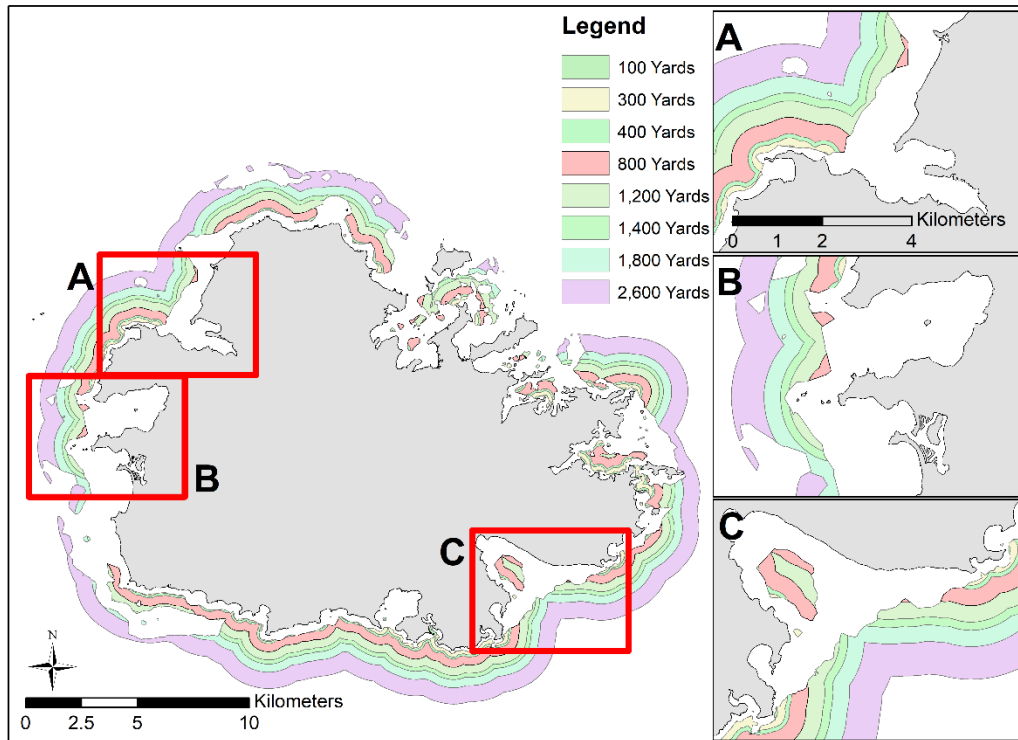 Legend
100 Yards
300 Yards
400 Yards
800 Yards
1,200 Yards
1,400 Yards
1,800 Yards
2,600 Yards
A
B
C
N
Kilometers
0 2.5 5 10
A
Kilometers
0 1 2 4
B
C